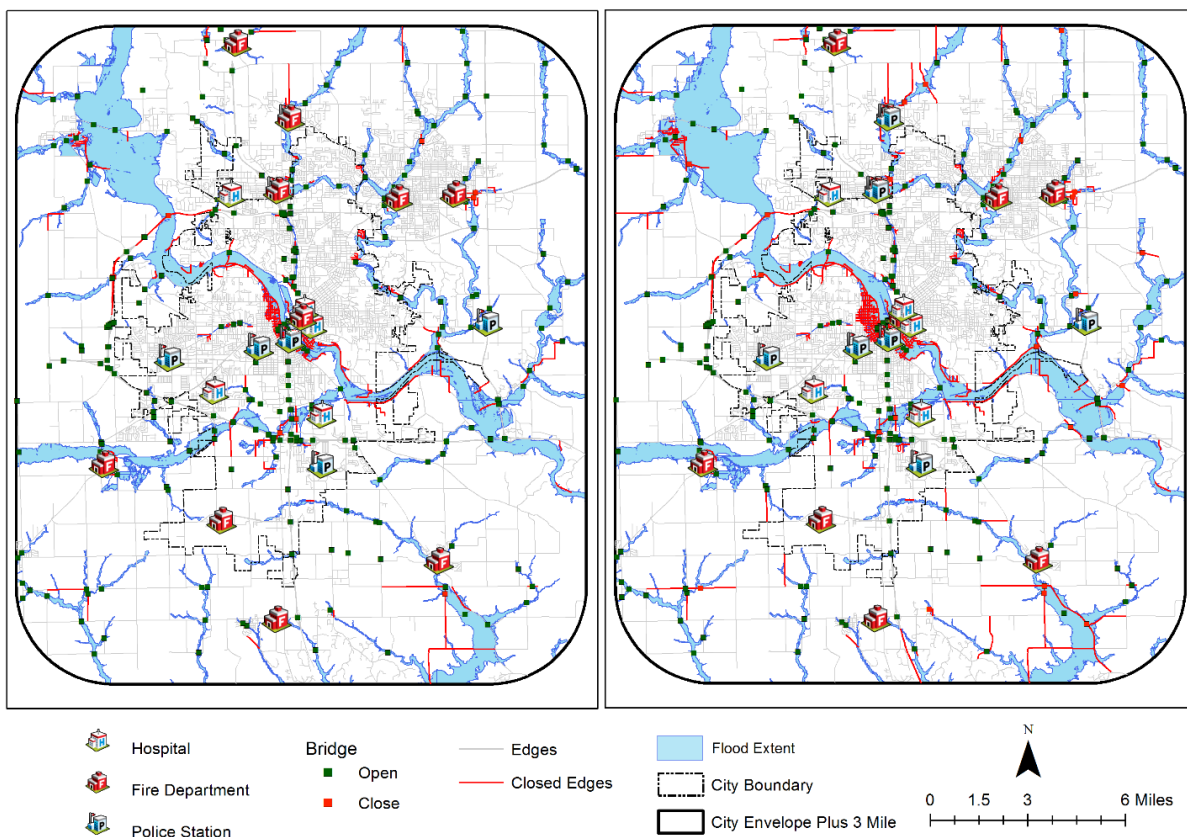 Hospital
Fire Department
Police Station
Bridge
Open
Close
Edges
Closed Edges
Flood Extent
City Boundary
City Envelope Plus 3 Mile
N
0 1.5 3 6 Miles